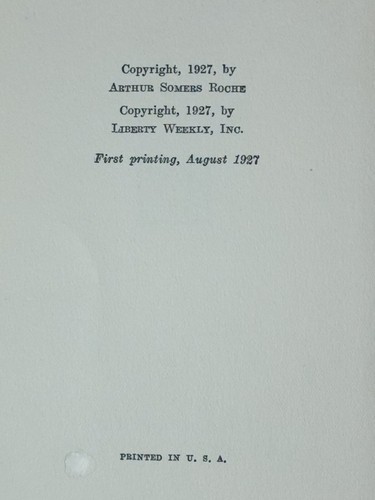 Copyright, 1927, by
Arthur Somers Roche
Copyright, 1927, by
Liberty Weekly, Inc.
First printing, August 1927
PRINTED IN U. S. A.